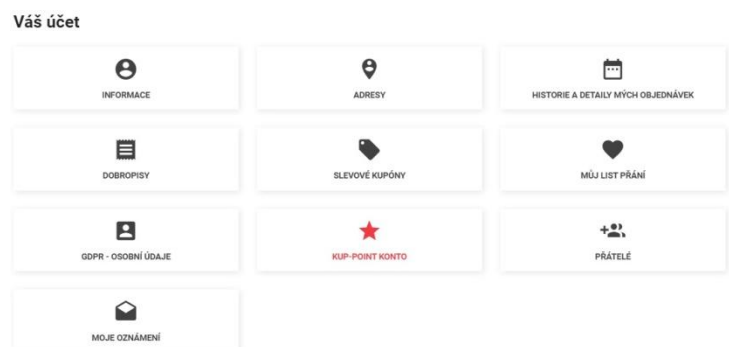 Váš účet
INFORMACE
ADRESY
HISTORIE A DETAILY MÝCH OBJEDNÁVEK
DOBROPISY
SLEVOVÉ KUPÓNY
MŮJ LIST PŘÁNÍ
GDPR - OSOBNÍ ÚDAJE
KUP-POINT KONTO
PŘÁTELÉ
MOJE OZNÁMENÍ